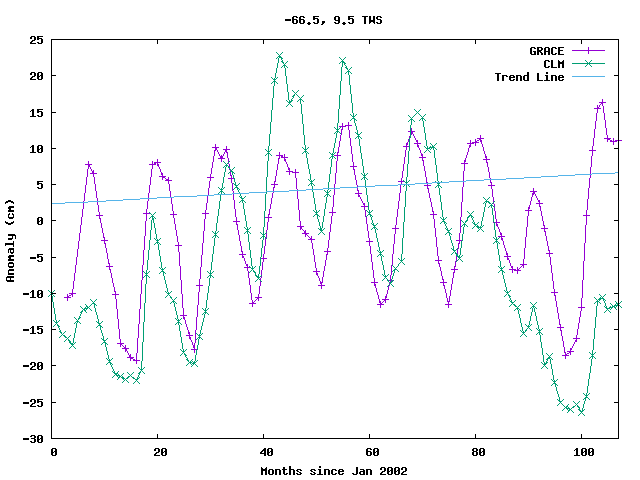 -66.5, 9.5 TWS
GRACE
CLM
Trend Line
25
20
15
10
5
0
-5
-10
-15
-20
-25
-30
Anomaly (cm)
0 20 40 60 80 100
Months since Jan 2002